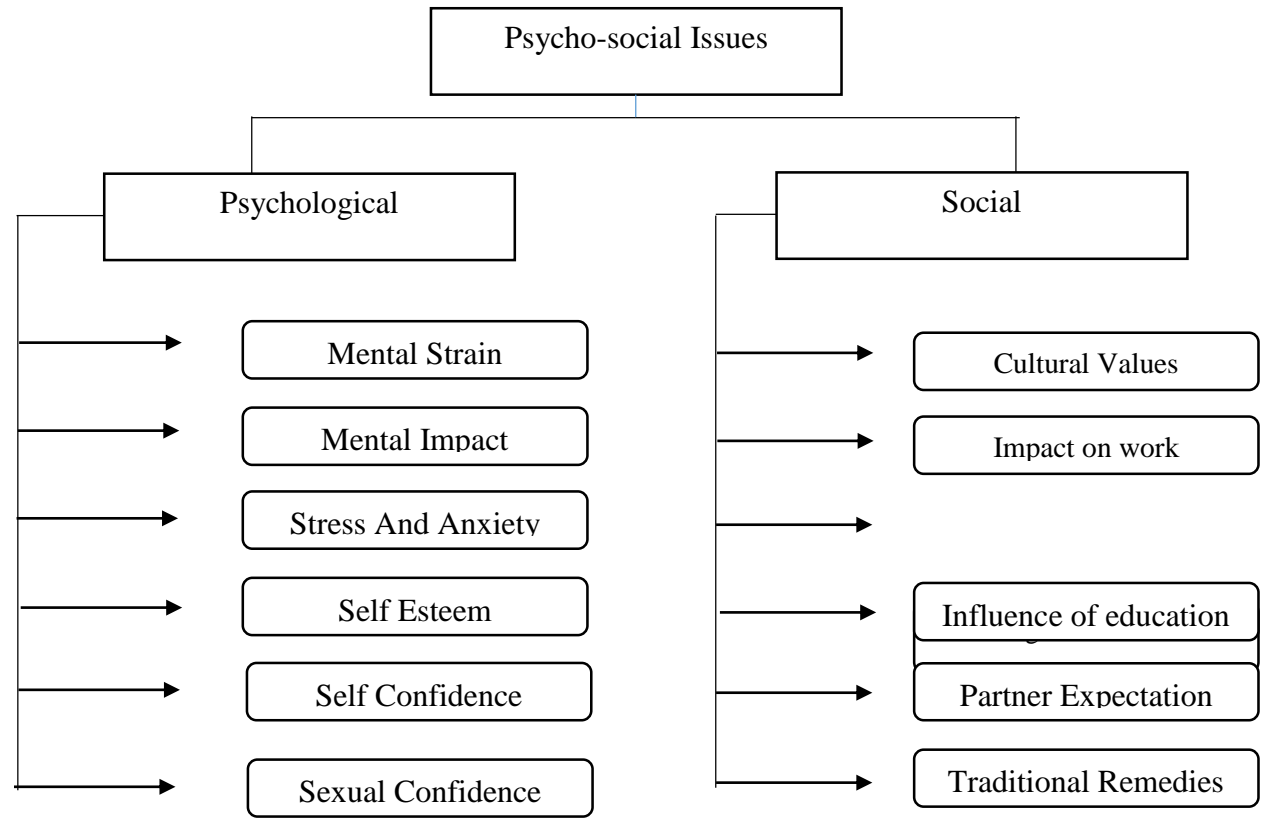 Psycho-social Issues
Psychological
Social
Mental Strain
Mental Impact
Stress And Anxiety
Self Esteem
Self Confidence
Sexual Confidence
Cultural Values
Impact on work
Influence of education
Partner Expectation
Traditional Remedies